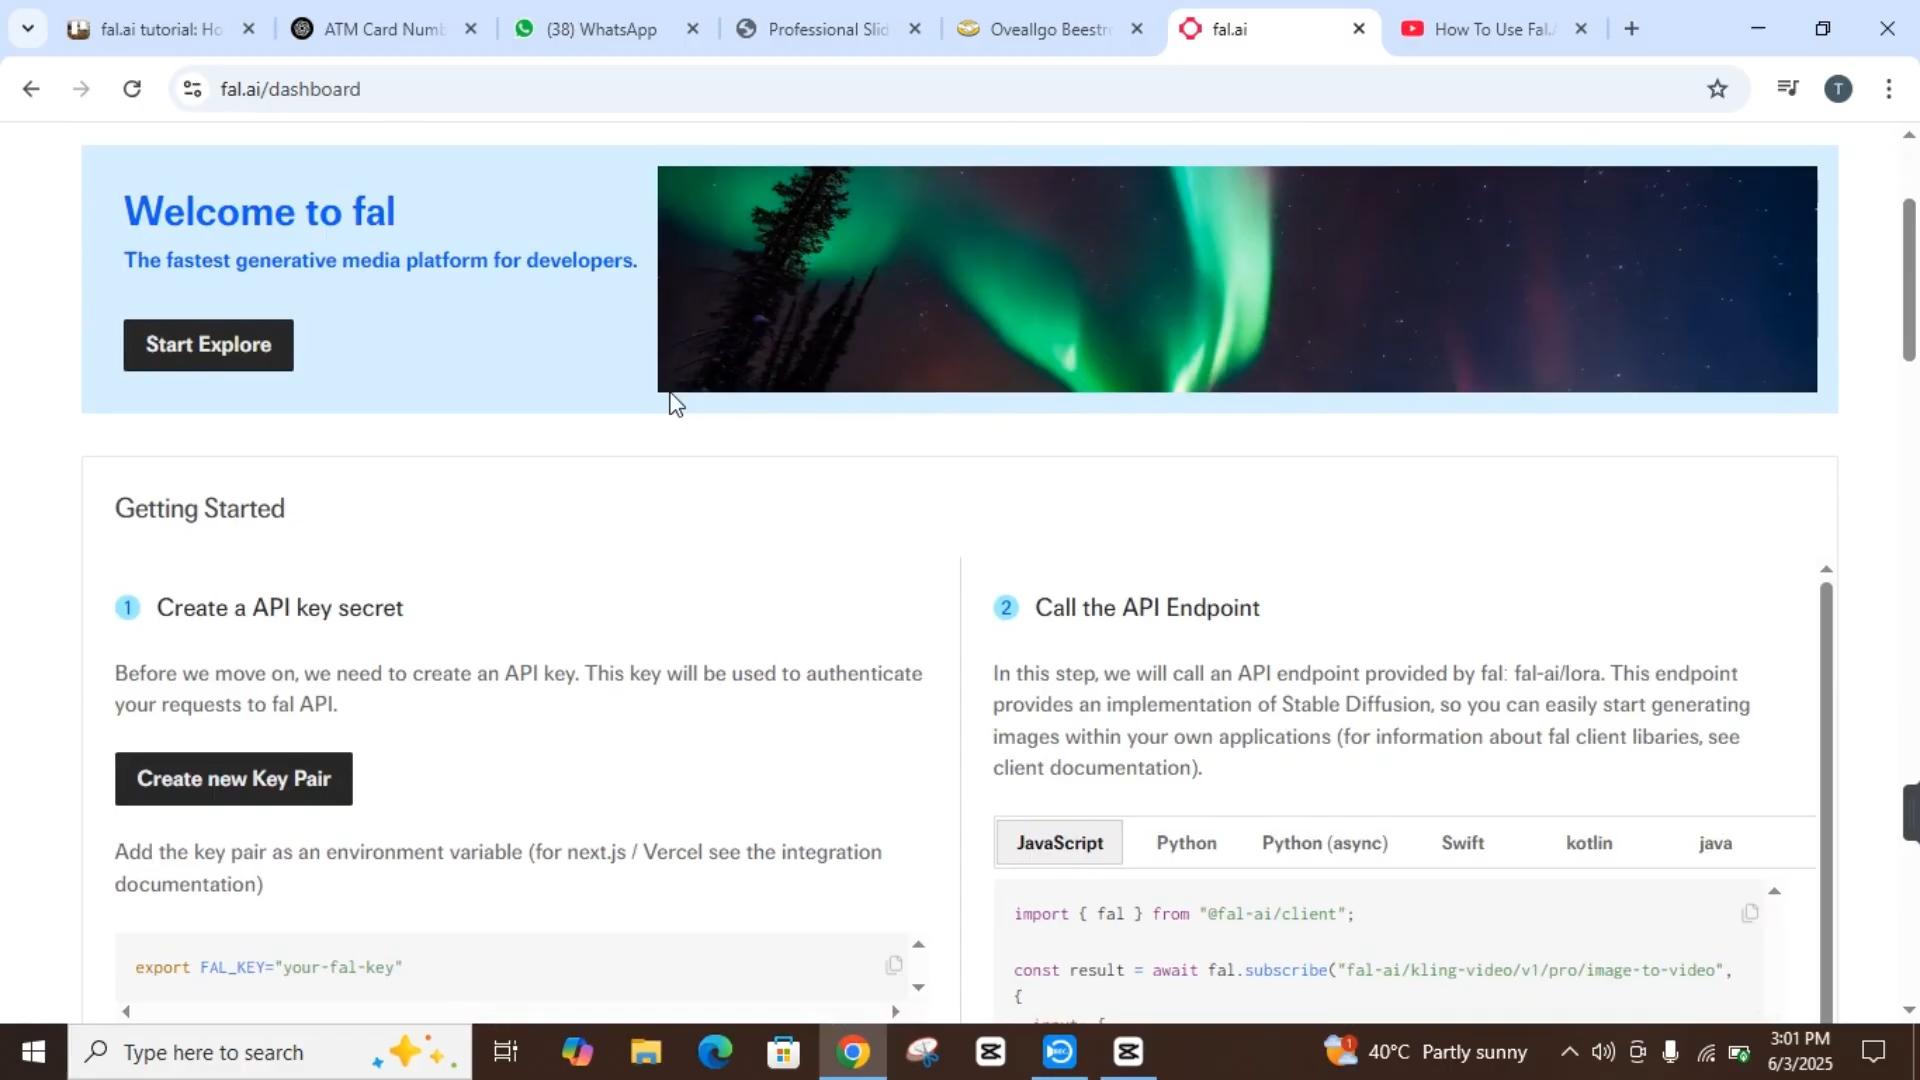 fal.ai tutorial: Ho
ATM Card Numb
(38) WhatsApp
Professional Slid
Oveallgo Beestr
fal.ai
How To Use Fal.
fal.ai/dashboard
T
Welcome to fal
The fastest generative media platform for developers.
Start Explore
Getting Started
1 Create a API key secret
Before we move on, we need to create an API key. This key will be used to authenticate
your requests to fal API.
Create new Key Pair
Add the key pair as an environment variable (for next.js / Vercel see the integration
documentation)
export FAL_KEY="your-fal-key"
2 Call the API Endpoint
In this step, we will call an API endpoint provided by fal: fal-ai/lora. This endpoint
provides an implementation of Stable Diffusion, so you can easily start generating
images within your own applications (for information about fal client libaries, see
client documentation).
JavaScript Python Python (async) Swift kotlin java
import { fal } from "@fal-ai/client";
const result = await fal.subscribe("fal-ai/kling-video/v1/pro/image-to-video",
{
Type here to search
REC
1
40°C Partly sunny
3:01 PM
6/3/2025